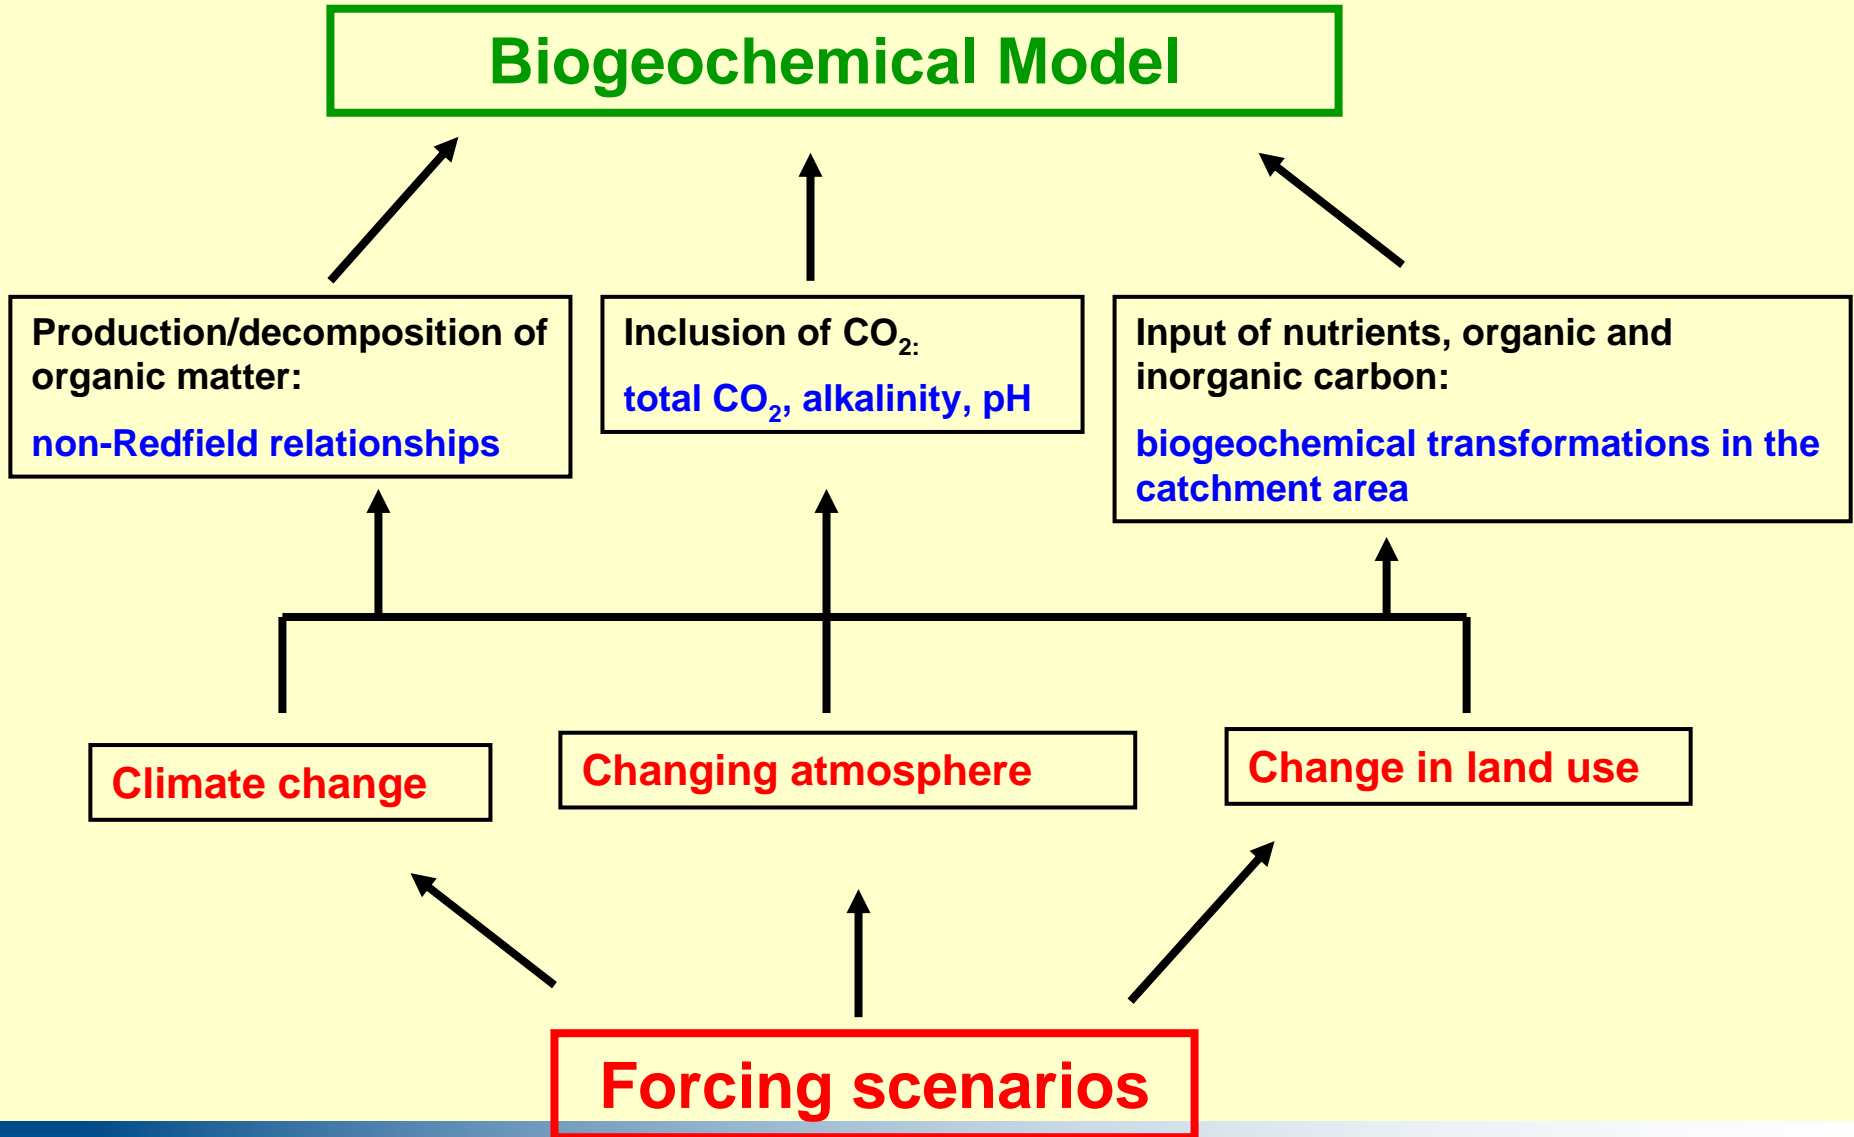 Biogeochemical Model
Production/decomposition of
organic matter:
non-Redfield relationships
Inclusion of CO₂:
total CO₂, alkalinity, pH
Input of nutrients, organic and
inorganic carbon:
biogeochemical transformations in the
catchment area
Climate change
Changing atmosphere
Change in land use
Forcing scenarios